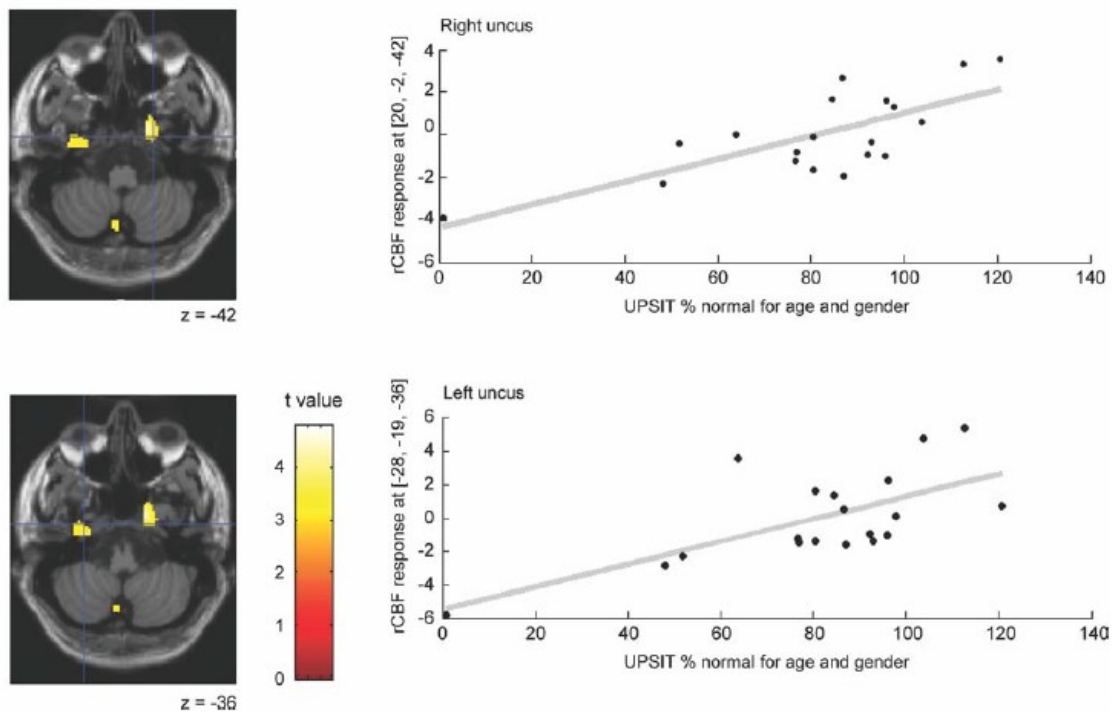 z = -42
Right uncus
rCBF response at [20, -2, -42]
4
2
0
-2
-4
-6
0 20 40 60 80 100 120 140
UPSIT % normal for age and gender
z = -36
t value
4
3
2
1
0
Left uncus
rCBF response at [-28, -19, -36]
6
4
2
0
-2
-4
-6
0 20 40 60 80 100 120 140
UPSIT % normal for age and gender